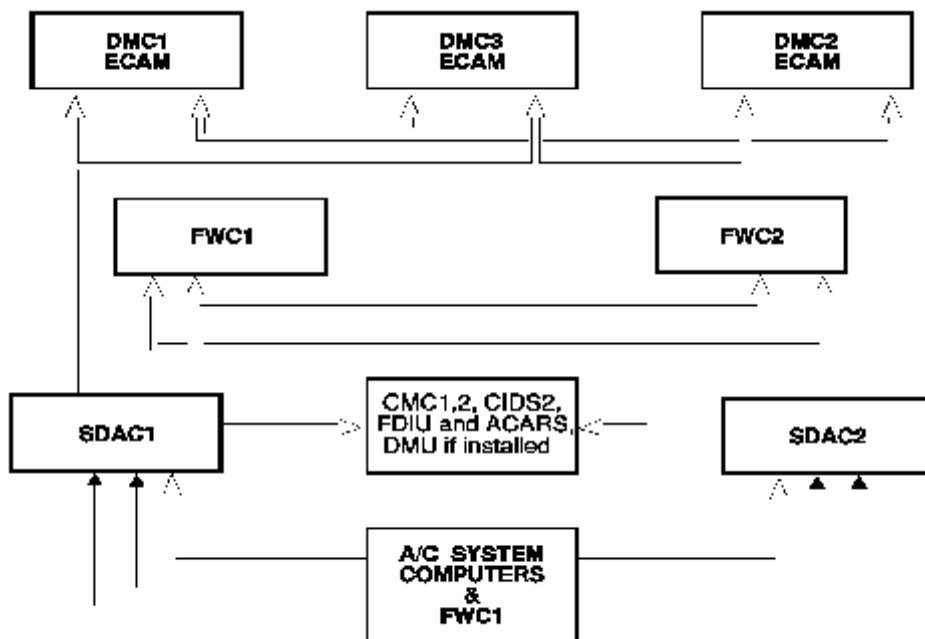 DMC1
ECAM
DMC3
ECAM
DMC2
ECAM
FWC1
FWC2
SDAC1
CMC1,2, CIDS2,
FDIU and ACARS,
DMU if installed
SDAC2
A/C SYSTEM
COMPUTERS
&
FWC1